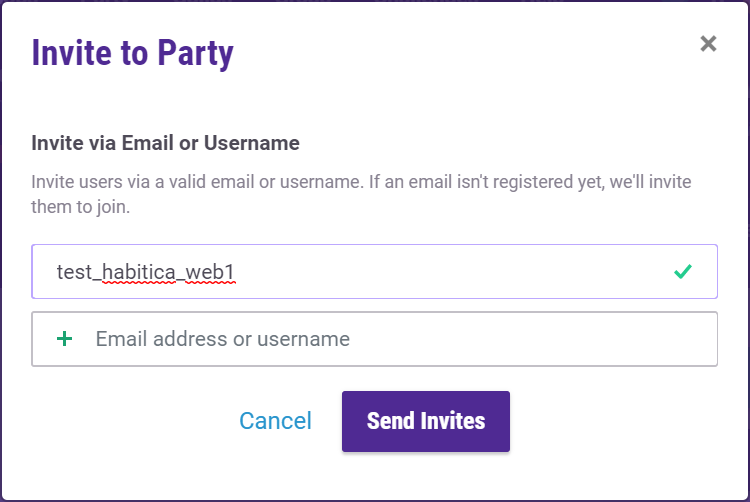 Invite to Party
Invite via Email or Username
Invite users via a valid email or username. If an email isn't registered yet, we'll invite
them to join.
test_habitica_web1
Email address or username
Cancel
Send Invites